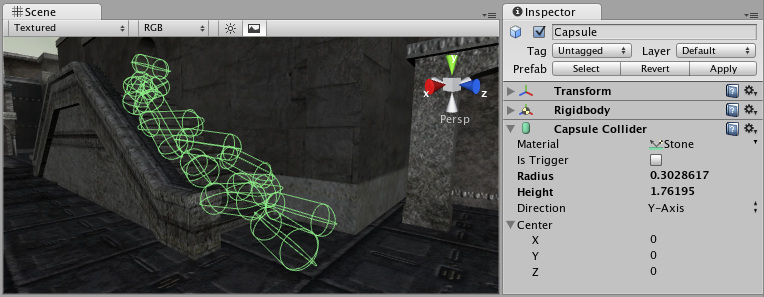 Scene
Textured
RGB
x
z
Persp
Inspector
Capsule
Tag Untagged Layer Default
Prefab Select Revert Apply
Transform
Rigidbody
Capsule Collider
Material Stone
Is Trigger
Radius 0.3028617
Height 1.76195
Direction Y-Axis
Center
X 0
Y 0
Z 0